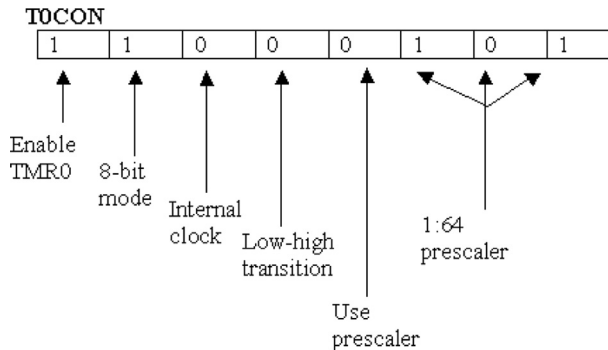 T0CON
1 1 0 0 0 1 0 1
Enable
TMR0
8-bit
mode
Internal
clock
Low-high
transition
Use
prescaler
1:64
prescaler